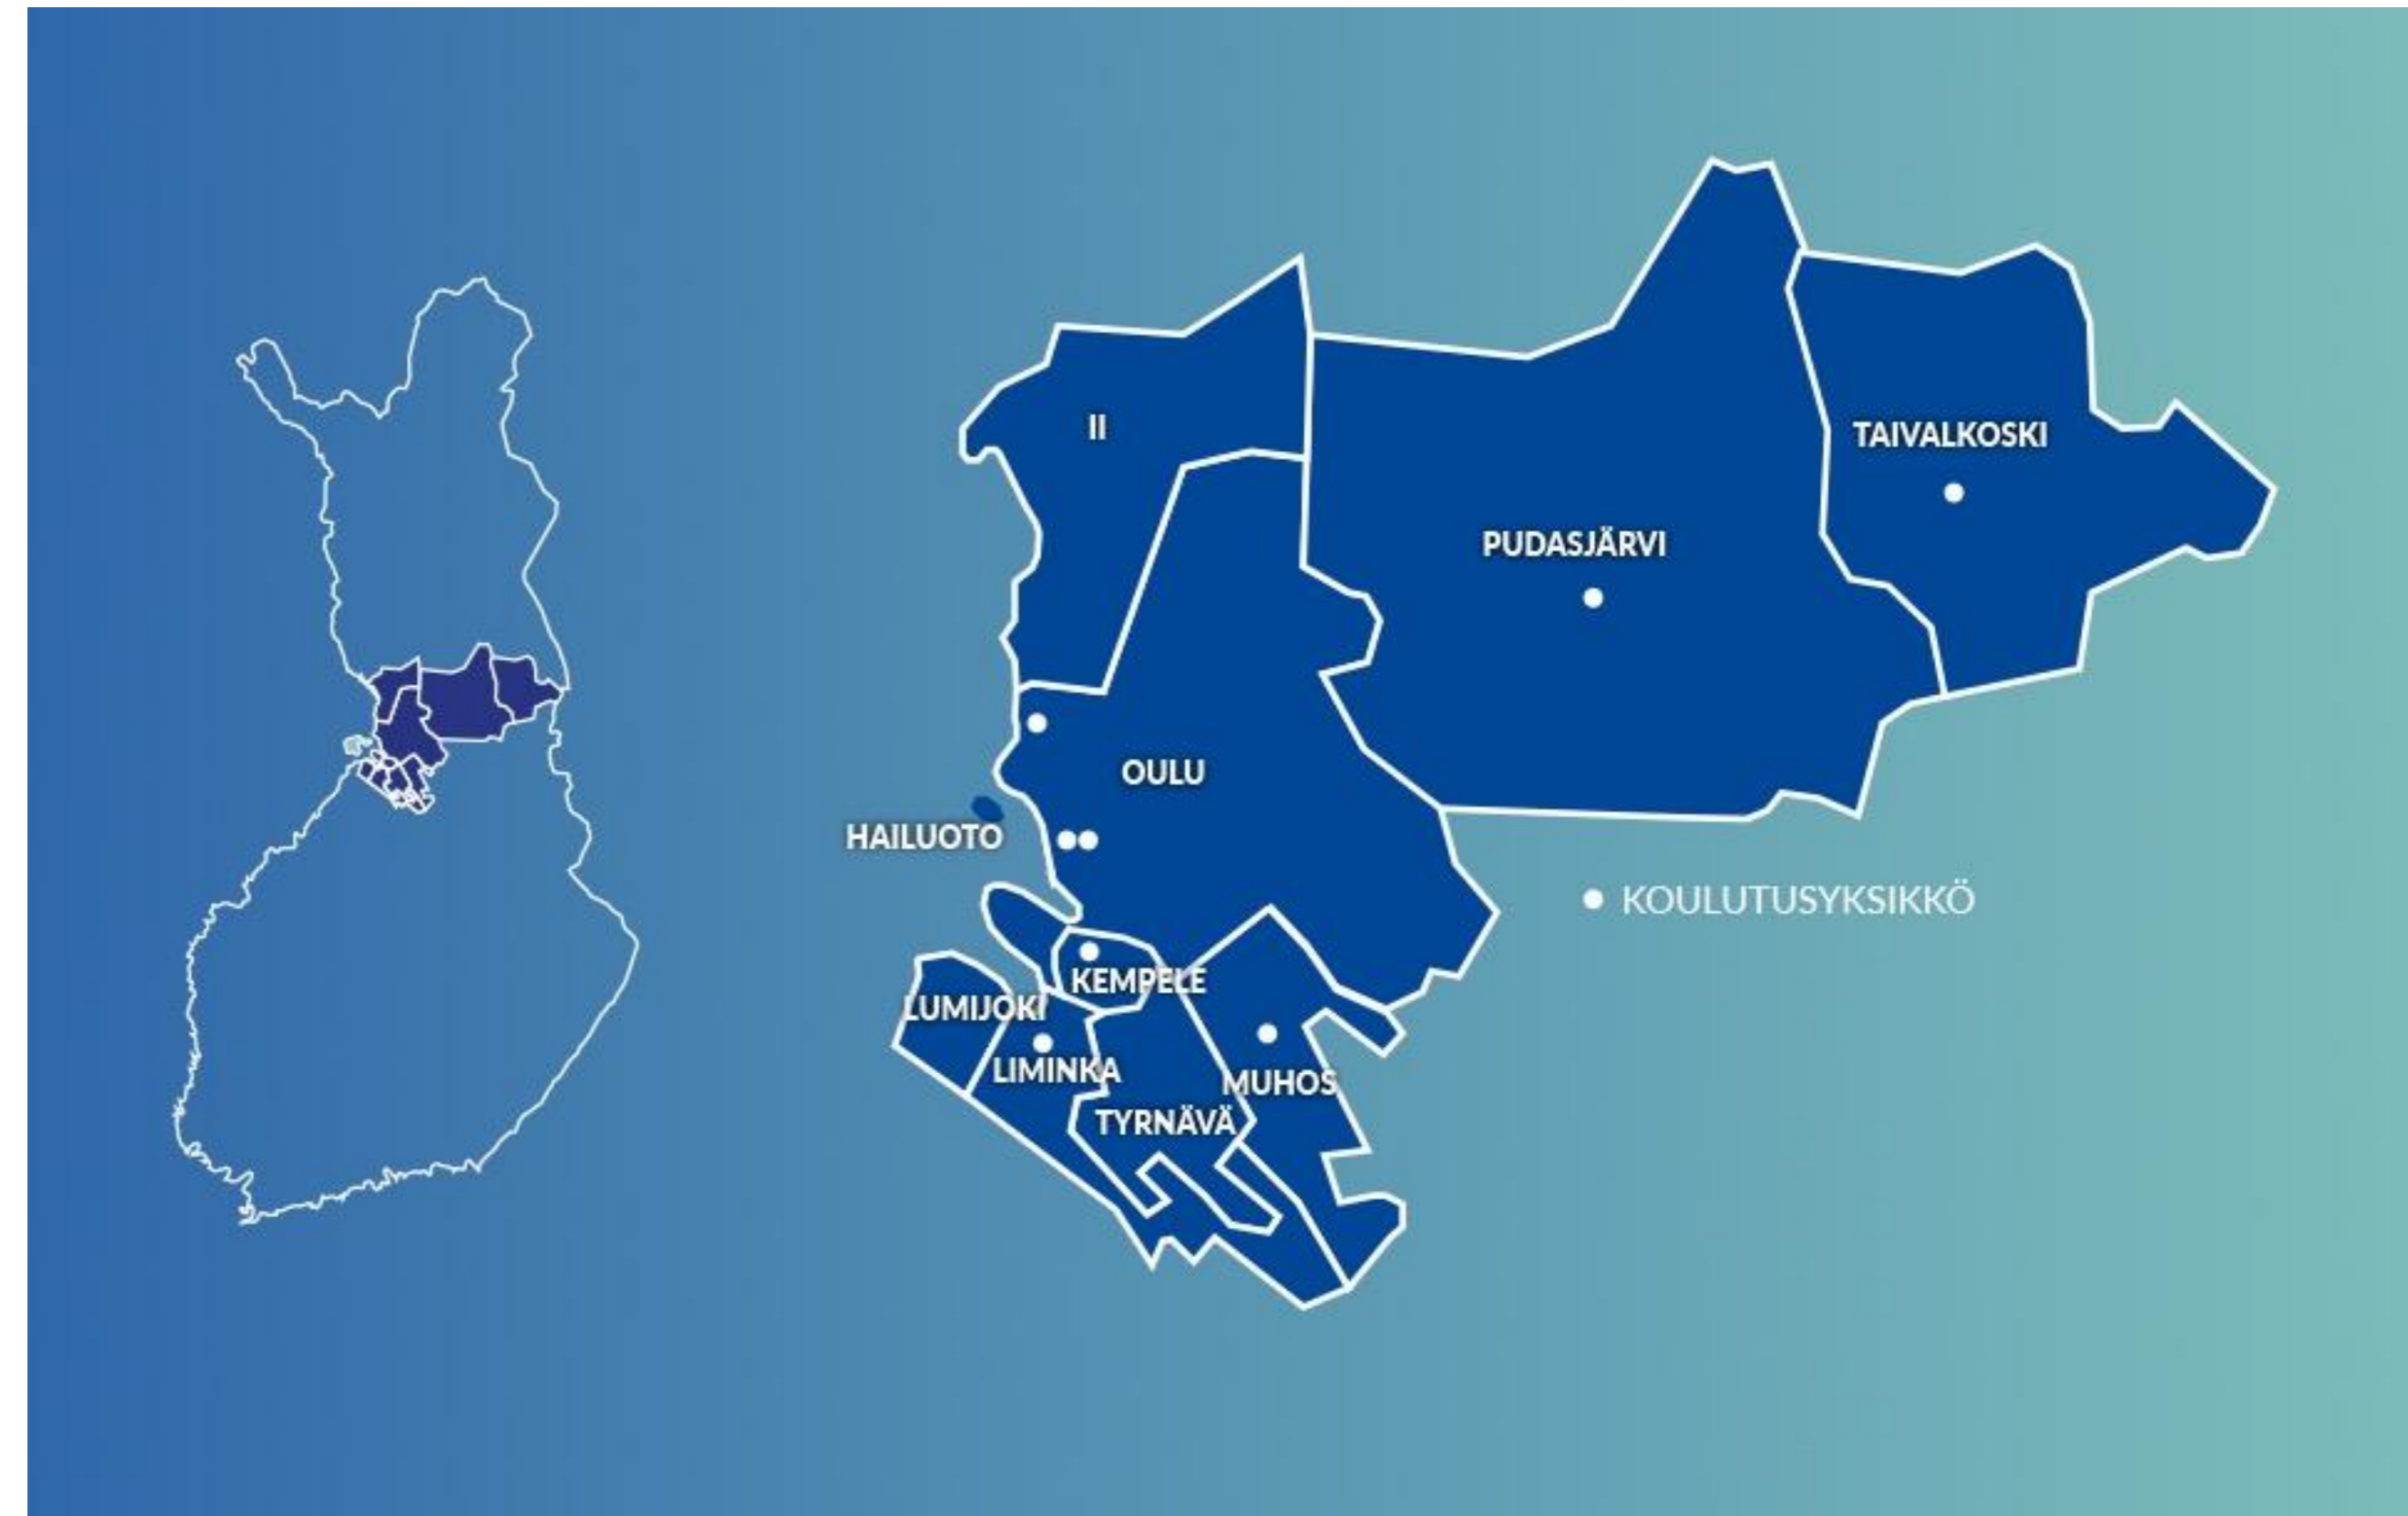 II
TAIVALKOSKI
PUDASJÄRVI
OULU
HAILUOTO
KOULUTUSYKSIKKÖ
KEMPELE
LUMIJOKI
LIMINKA
MUHOS
TYRNÄVÄ